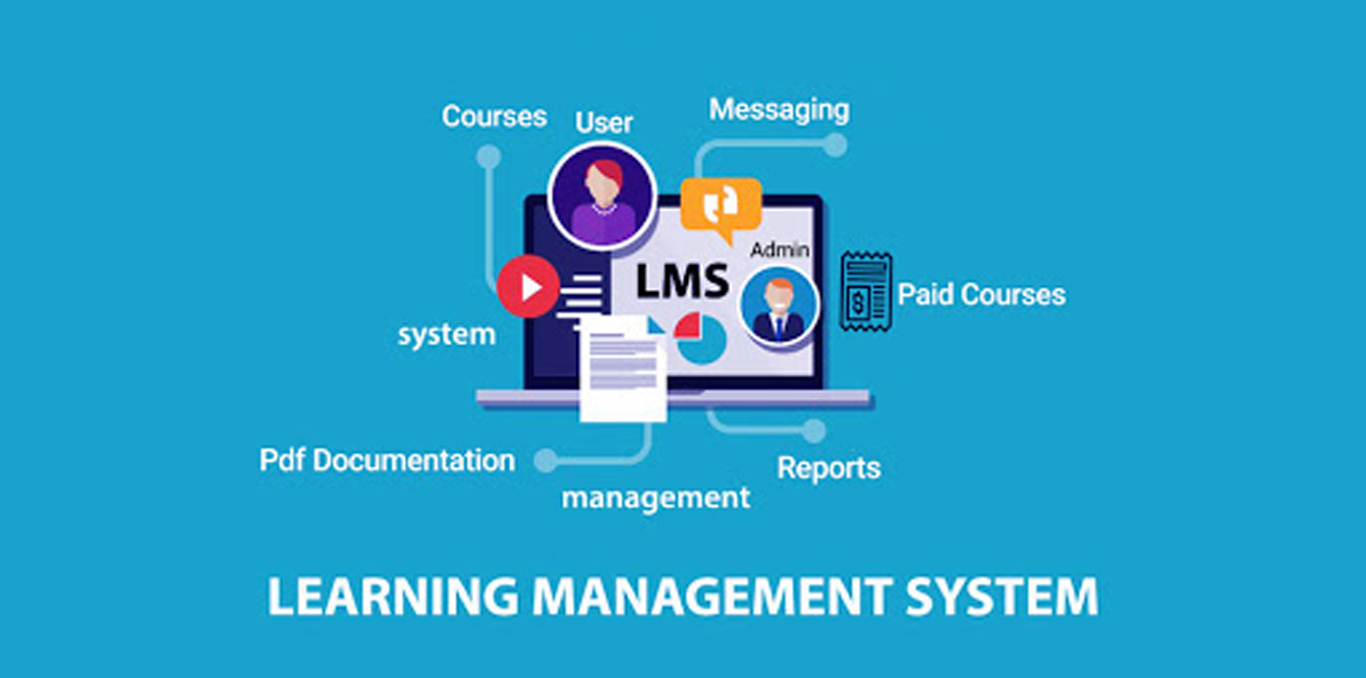 Courses
User
Messaging
Admin
LMS
Paid Courses
system
Pdf Documentation
Reports
management
LEARNING MANAGEMENT SYSTEM